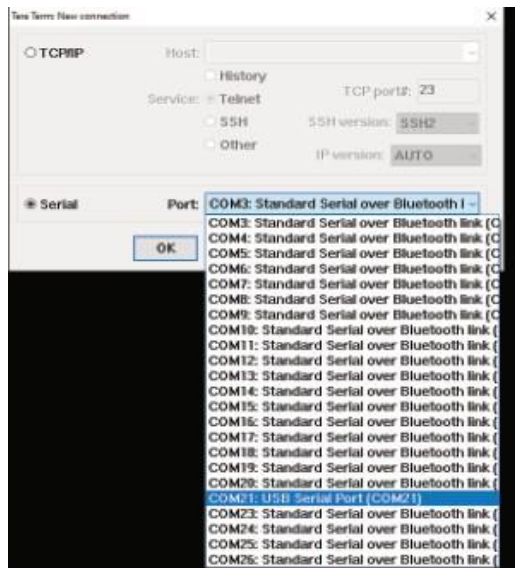 Tera Term: New connection
TCP/IP Host:
History
Service: Telnet TCP port#: 23
SSH SSH version: SSH2
Other IP version: AUTO
Serial Port: COM3: Standard Serial over Bluetooth l
OK
COM3: Standard Serial over Bluetooth link (C
COM4: Standard Serial over Bluetooth link (C
COM5: Standard Serial over Bluetooth link (C
COM6: Standard Serial over Bluetooth link (C
COM7: Standard Serial over Bluetooth link (C
COM8: Standard Serial over Bluetooth link (C
COM9: Standard Serial over Bluetooth link (C
COM10: Standard Serial over Bluetooth link (
COM11: Standard Serial over Bluetooth link (
COM12: Standard Serial over Bluetooth link (
COM13: Standard Serial over Bluetooth link (
COM14: Standard Serial over Bluetooth link (
COM15: Standard Serial over Bluetooth link (
COM16: Standard Serial over Bluetooth link (
COM17: Standard Serial over Bluetooth link (
COM18: Standard Serial over Bluetooth link (
COM19: Standard Serial over Bluetooth link (
COM20: Standard Serial over Bluetooth link (
COM21: USB Serial Port (COM21)
COM23: Standard Serial over Bluetooth link (
COM24: Standard Serial over Bluetooth link (
COM25: Standard Serial over Bluetooth link (
COM26: Standard Serial over Bluetooth link (